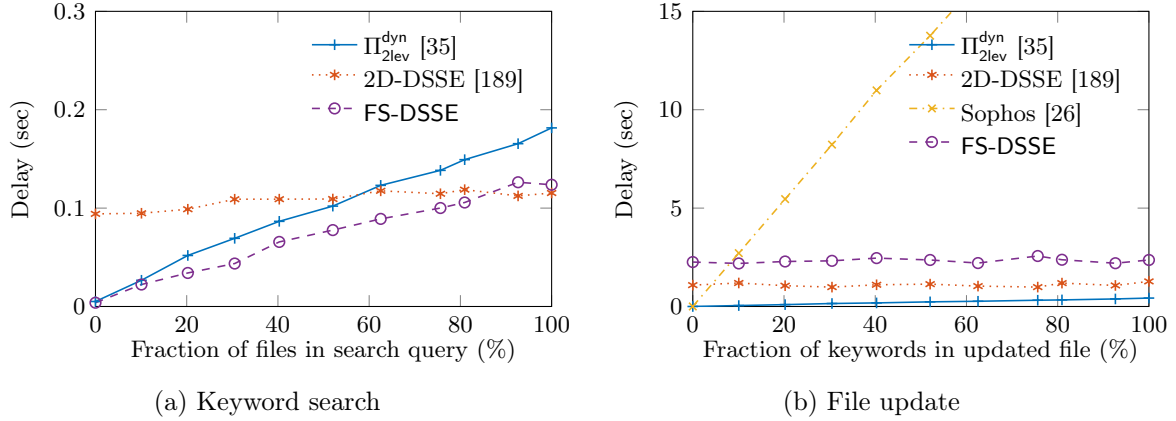 0.3
0.2
0.1
0
Delay (sec)
Π^dyn_2lev [35]
2D-DSSE [189]
FS-DSSE
0 20 40 60 80 100
Fraction of files in search query (%)
(a) Keyword search
15
10
5
0
Delay (sec)
Π^dyn_2lev [35]
2D-DSSE [189]
Sophos [26]
FS-DSSE
0 20 40 60 80 100
Fraction of keywords in updated file (%)
(b) File update